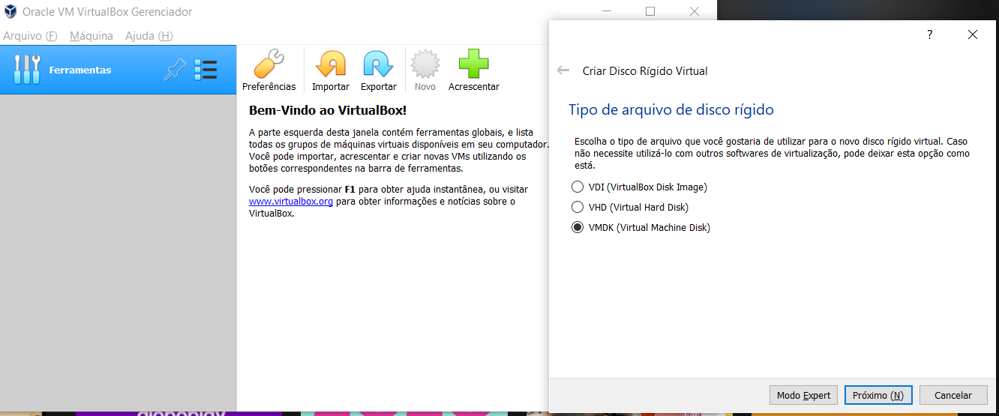 Oracle VM VirtualBox Gerenciador
Arquivo (F) Máquina Ajuda (H)
Ferramentas
Preferências Importar Exportar Novo Acrescentar
Bem-Vindo ao VirtualBox!
A parte esquerda desta janela contém ferramentas globais, e lista
todas os grupos de máquinas virtuais disponíveis em seu computador.
Você pode importar, acrescentar e criar novas VMs utilizando os
botões correspondentes na barra de ferramentas.
Você pode pressionar F1 para obter ajuda instantânea, ou visitar
www.virtualbox.org para obter informações e notícias sobre o
VirtualBox.
?
Criar Disco Rígido Virtual
Tipo de arquivo de disco rígido
Escolha o tipo de arquivo que você gostaria de utilizar para o novo disco rígido virtual. Caso
não necessite utilizá-lo com outros softwares de virtualização, pode deixar esta opção como
está.
VDI (VirtualBox Disk Image)
VHD (Virtual Hard Disk)
VMDK (Virtual Machine Disk)
Modo Expert Próximo (N) Cancelar